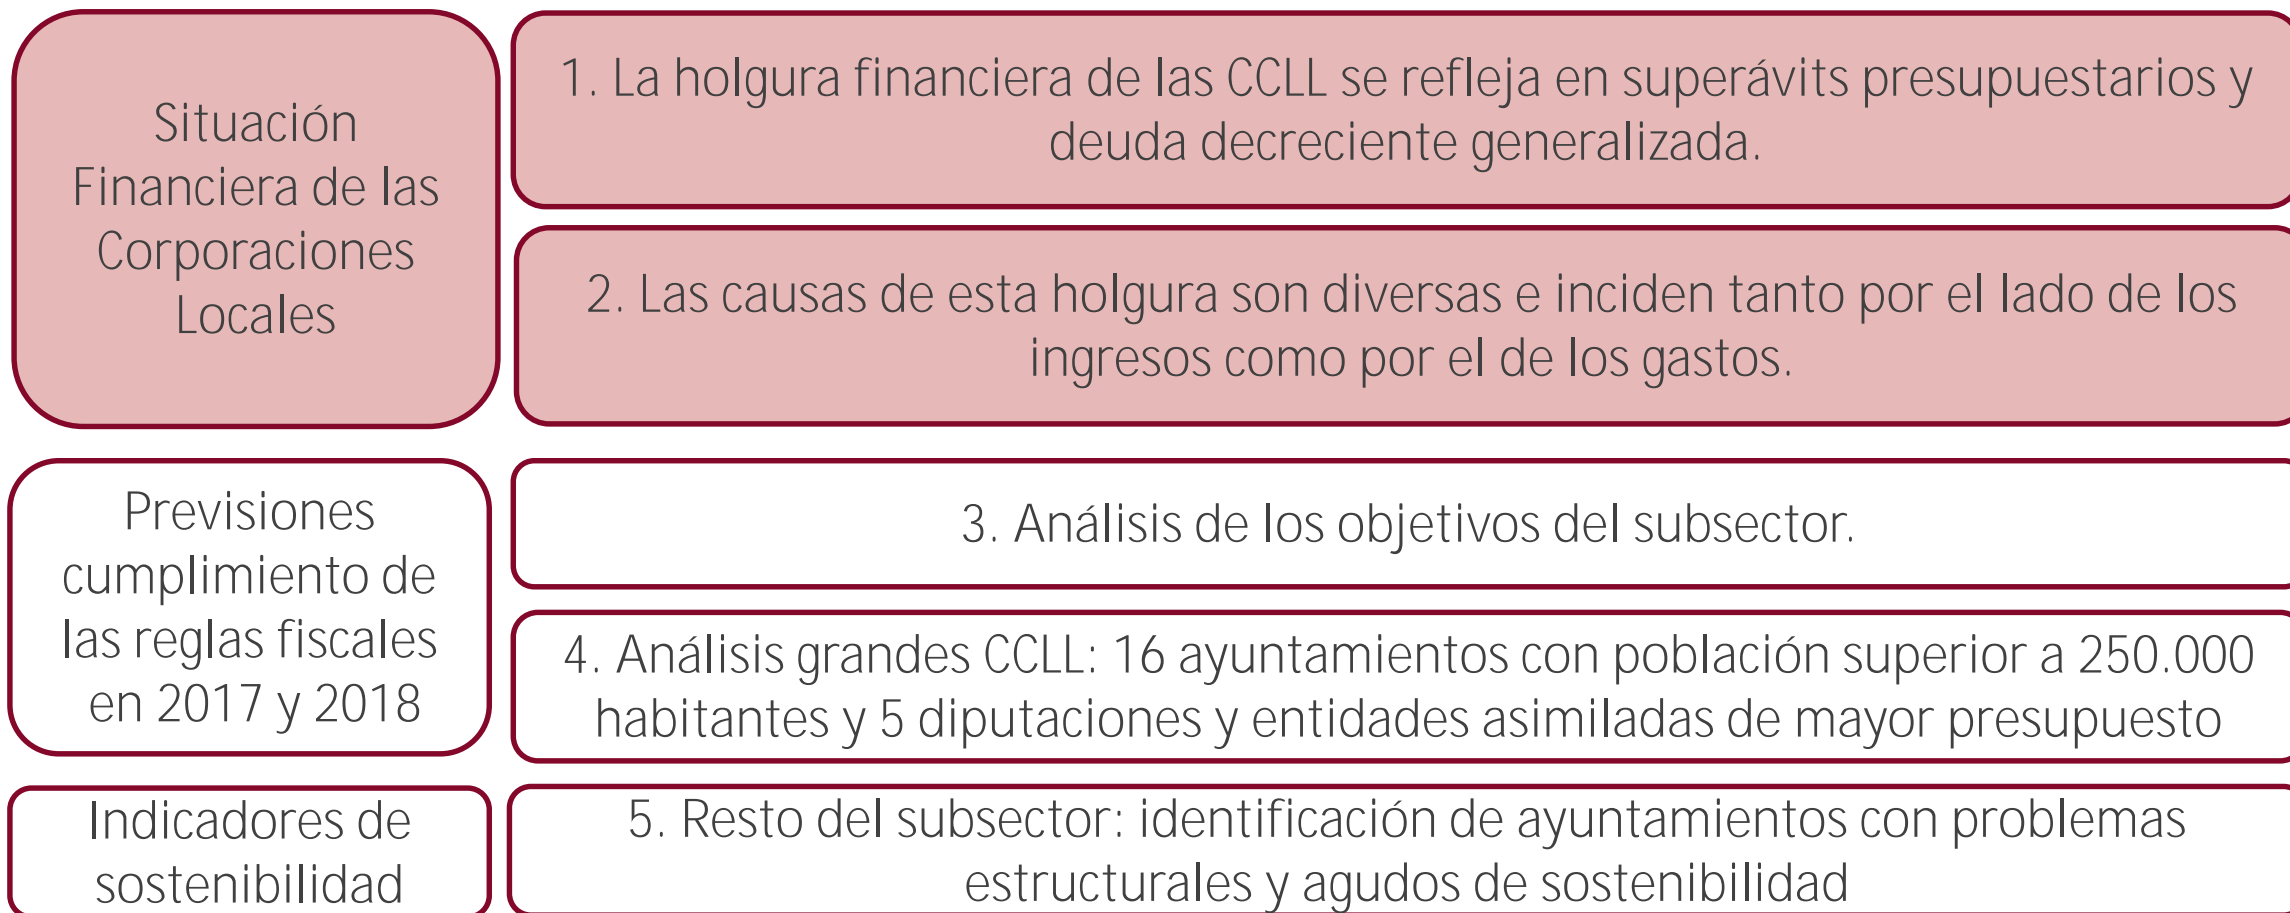 Situación
Financiera de las
Corporaciones
Locales
1. La holgura financiera de las CCLL se refleja en superávits presupuestarios y
deuda decreciente generalizada.
2. Las causas de esta holgura son diversas e inciden tanto por el lado de los
ingresos como por el de los gastos.
Previsiones
cumplimiento de
las reglas fiscales
en 2017 y 2018
3. Análisis de los objetivos del subsector.
4. Análisis grandes CCLL: 16 ayuntamientos con población superior a 250.000
habitantes y 5 diputaciones y entidades asimiladas de mayor presupuesto
Indicadores de
sostenibilidad
5. Resto del subsector: identificación de ayuntamientos con problemas
estructurales y agudos de sostenibilidad